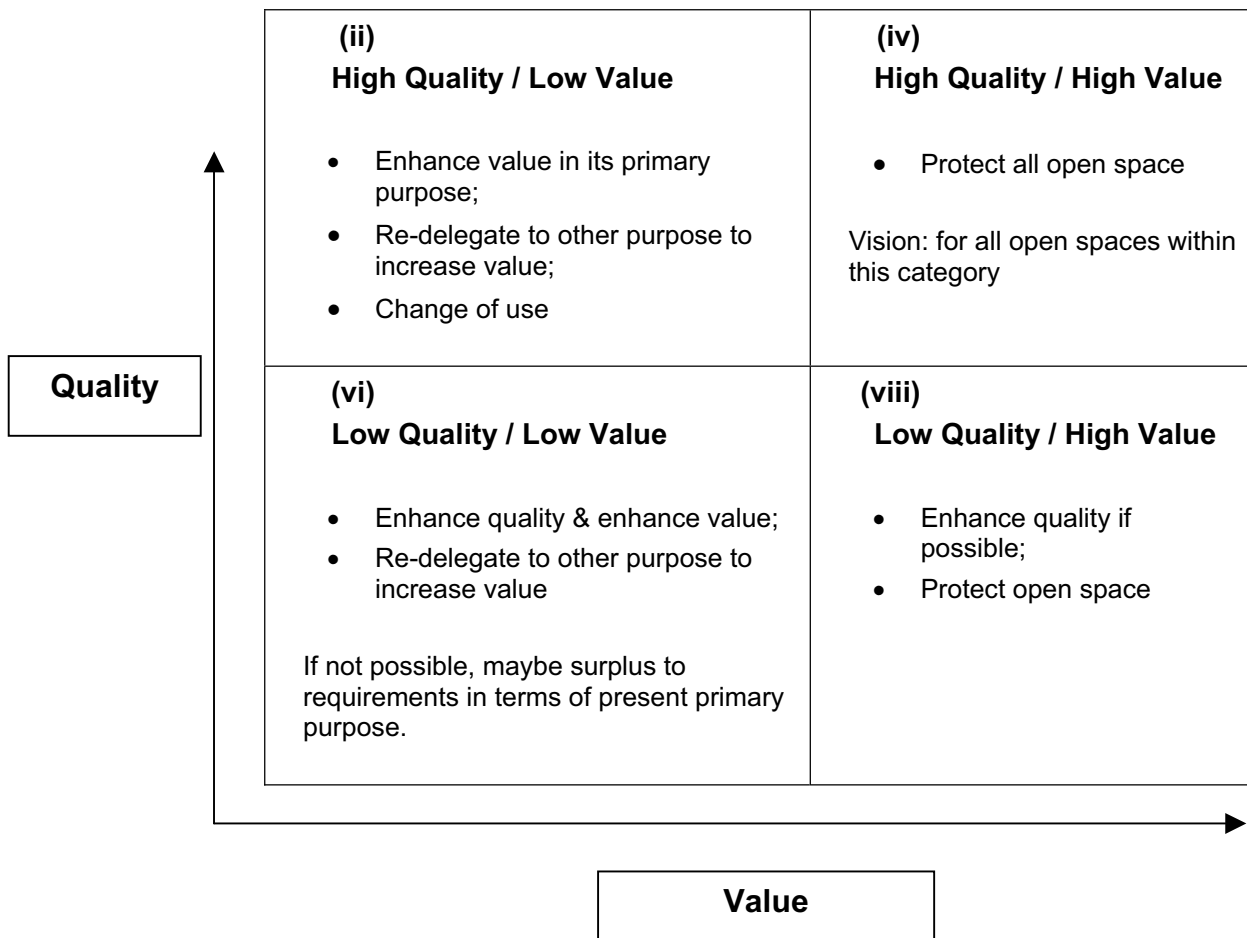 (ii)
High Quality / Low Value
• Enhance value in its primary
purpose;
• Re-delegate to other purpose to
increase value;
• Change of use
(iv)
High Quality / High Value
• Protect all open space
Vision: for all open spaces within
this category
Quality
(vi)
Low Quality / Low Value
• Enhance quality & enhance value;
• Re-delegate to other purpose to
increase value
If not possible, maybe surplus to
requirements in terms of present primary
purpose.
(viii)
Low Quality / High Value
• Enhance quality if
possible;
• Protect open space
Value